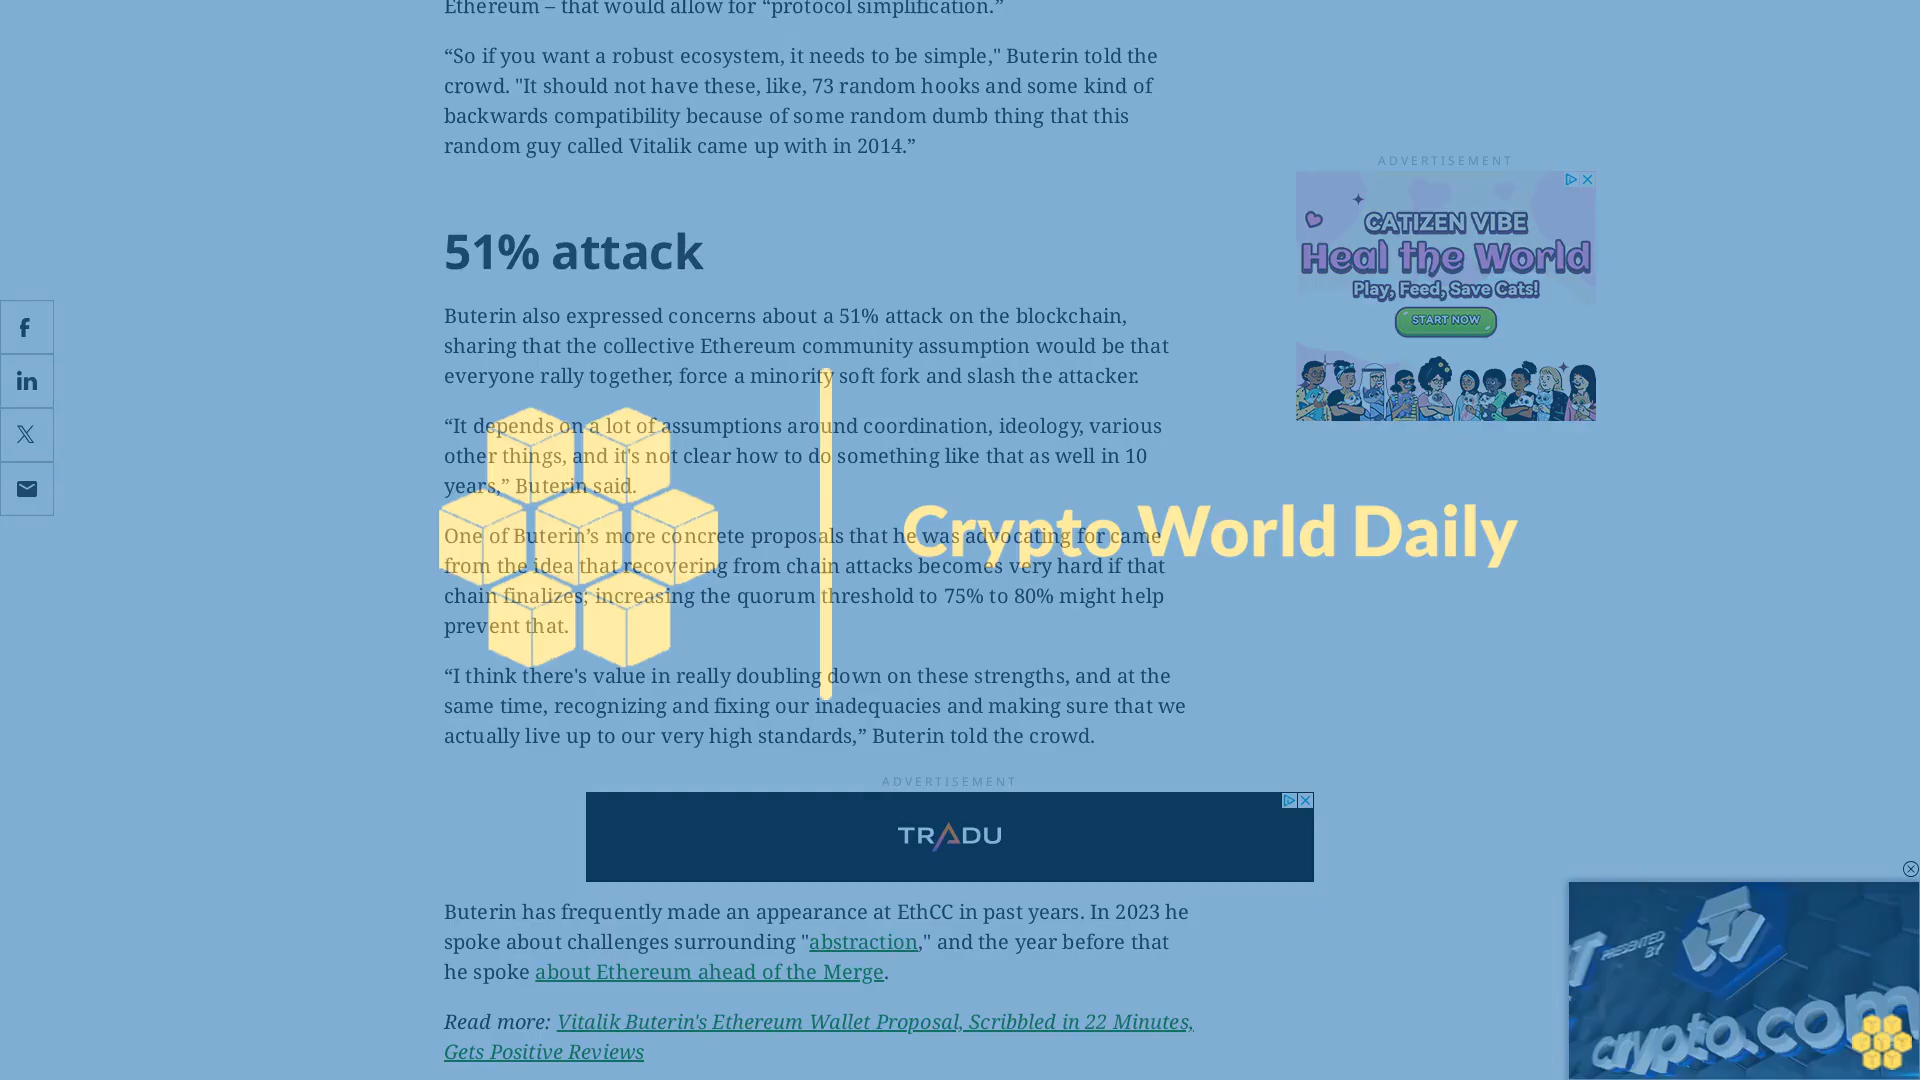 Ethereum – that would allow for “protocol simplification.”
“So if you want a robust ecosystem, it needs to be simple," Buterin told the
crowd. "It should not have these, like, 73 random hooks and some kind of
backwards compatibility because of some random dumb thing that this
random guy called Vitalik came up with in 2014.”
51% attack
Buterin also expressed concerns about a 51% attack on the blockchain,
sharing that the collective Ethereum community assumption would be that
everyone rally together, force a minority soft fork and slash the attacker.
“It depends on a lot of assumptions around coordination, ideology, various
other things, and it's not clear how to do something like that as well in 10
years,” Buterin said.
One of Buterin’s more concrete proposals that he was advocating for came
from the idea that recovering from chain attacks becomes very hard if that
chain finalizes; increasing the quorum threshold to 75% to 80% might help
prevent that.
“I think there's value in really doubling down on these strengths, and at the
same time, recognizing and fixing our inadequacies and making sure that we
actually live up to our very high standards,” Buterin told the crowd.
ADVERTISEMENT
TRADU
Buterin has frequently made an appearance at EthCC in past years. In 2023 he
spoke about challenges surrounding "abstraction," and the year before that
he spoke about Ethereum ahead of the Merge.
Read more: Vitalik Buterin's Ethereum Wallet Proposal, Scribbled in 22 Minutes,
Gets Positive Reviews
Crypto World Daily
ADVERTISEMENT
CATIZEN VIBE
Heal the World
Play, Feed, Save Cats!
START NOW
PRESENTED
BY
crypto.com